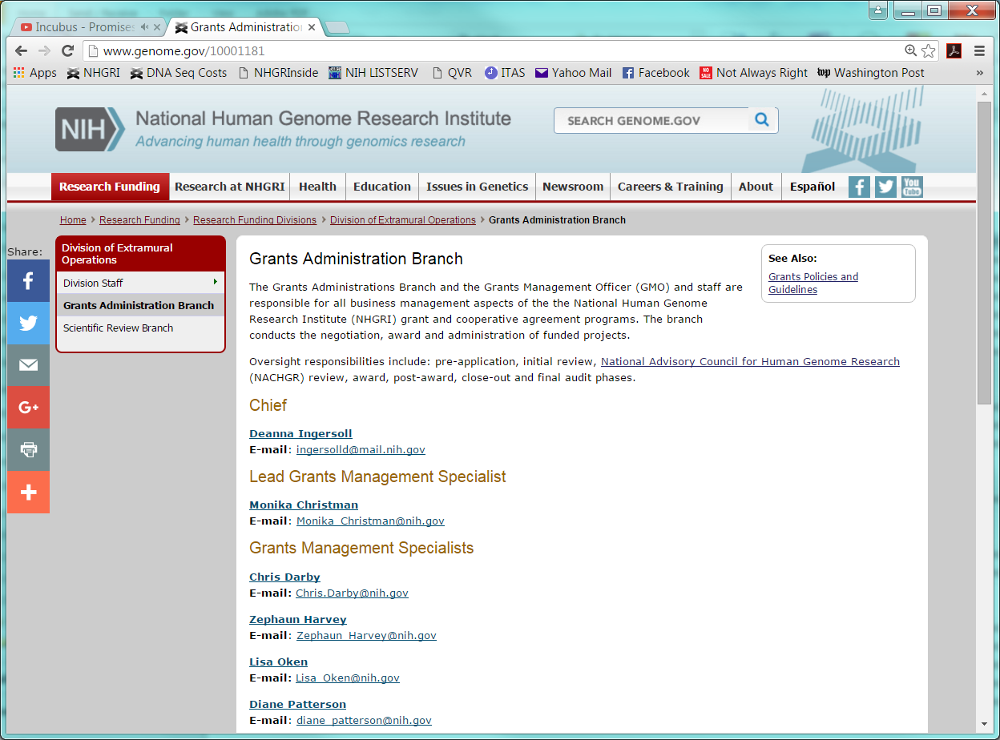 Incubus - Promises
Grants Administration
www.genome.gov/10001181
Apps NHGRI DNA Seq Costs NHGRInside NIH LISTSERV QVR ITAS Yahoo Mail Facebook NO SALE Not Always Right wp Washington Post »
NIH National Human Genome Research Institute
Advancing human health through genomics research
SEARCH GENOME.GOV
Research Funding Research at NHGRI Health Education Issues in Genetics Newsroom Careers & Training About Español f You Tube
Home > Research Funding > Research Funding Divisions > Division of Extramural Operations > Grants Administration Branch
Share:
f
G+
Division of Extramural
Operations
Division Staff
Grants Administration Branch
Scientific Review Branch
Grants Administration Branch
The Grants Administrations Branch and the Grants Management Officer (GMO) and staff are
responsible for all business management aspects of the the National Human Genome
Research Institute (NHGRI) grant and cooperative agreement programs. The branch
conducts the negotiation, award and administration of funded projects.
See Also:
Grants Policies and
Guidelines
Oversight responsibilities include: pre-application, initial review, National Advisory Council for Human Genome Research
(NACHGR) review, award, post-award, close-out and final audit phases.
Chief
Deanna Ingersoll
E-mail: ingersolld@mail.nih.gov
Lead Grants Management Specialist
Monika Christman
E-mail: Monika_Christman@nih.gov
Grants Management Specialists
Chris Darby
E-mail: Chris.Darby@nih.gov
Zephaun Harvey
E-mail: Zephaun_Harvey@nih.gov
Lisa Oken
E-mail: Lisa_Oken@nih.gov
Diane Patterson
E-mail: diane_patterson@nih.gov